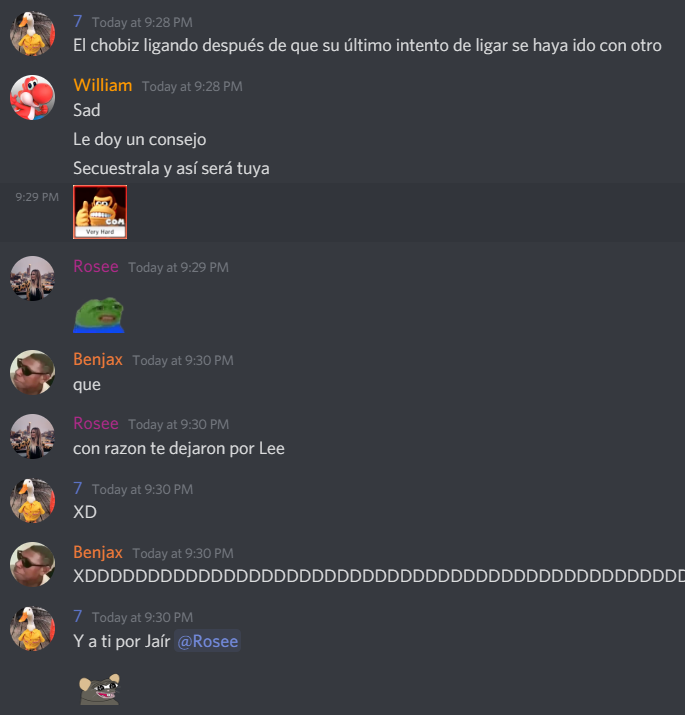 7 Today at 9:28 PM
El chobiz ligando después de que su último intento de ligar se haya ido con otro
William Today at 9:28 PM
Sad
Le doy un consejo
Secuestrala y así será tuya
9:29 PM
COM
Very Hard
Rosee Today at 9:29 PM
Benjax Today at 9:30 PM
que
Rosee Today at 9:30 PM
con razon te dejaron por Lee
7 Today at 9:30 PM
XD
Benjax Today at 9:30 PM
XDDDDDDDDDDDDDDDDDDDDDDDDDDDDDDDDDDDDDDDDDDDDDDDD
7 Today at 9:30 PM
Y a ti por Jaír @Rosee